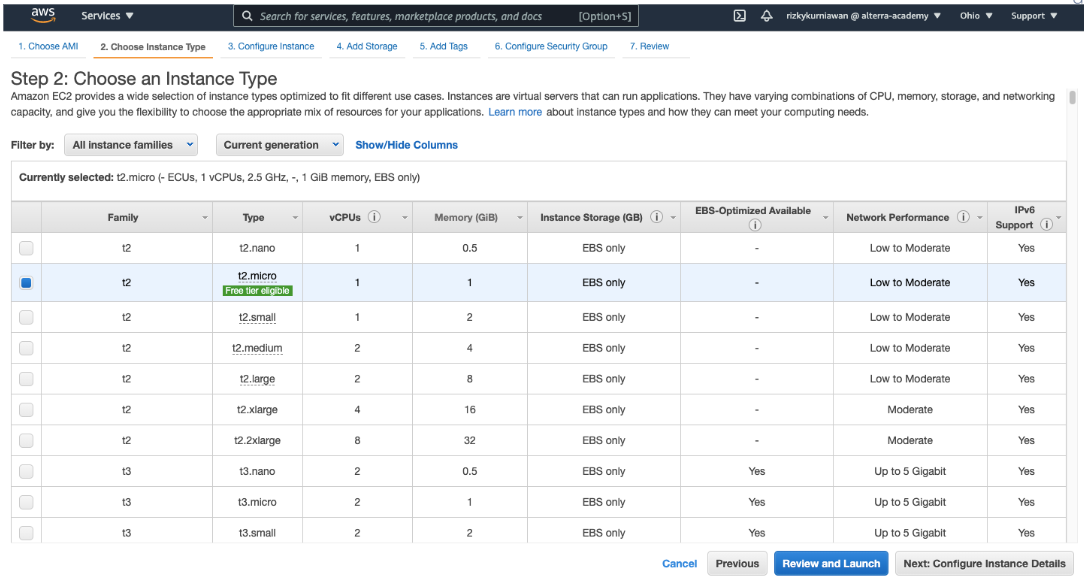 aws Services ▼ Search for services, features, marketplace products, and docs [Option+S] rizkykurniawan @ alterra-academy ▼ Ohio ▼ Support ▼
1. Choose AMI 2. Choose Instance Type 3. Configure Instance 4. Add Storage 5. Add Tags 6. Configure Security Group 7. Review
Step 2: Choose an Instance Type
Amazon EC2 provides a wide selection of instance types optimized to fit different use cases. Instances are virtual servers that can run applications. They have varying combinations of CPU, memory, storage, and networking
capacity, and give you the flexibility to choose the appropriate mix of resources for your applications. Learn more about instance types and how they can meet your computing needs.
Filter by: All instance families Current generation Show/Hide Columns
Currently selected: t2.micro (- ECUs, 1 vCPUs, 2.5 GHz, -, 1 GiB memory, EBS only)
Family Type vCPUs Memory (GiB) Instance Storage (GB) EBS-Optimized Available Network Performance IPv6 Support
t2 t2.nano 1 0.5 EBS only - Low to Moderate Yes
t2 t2.micro 1 1 EBS only - Low to Moderate Yes
Free tier eligible
t2 t2.small 1 2 EBS only - Low to Moderate Yes
t2 t2.medium 2 4 EBS only - Low to Moderate Yes
t2 t2.large 2 8 EBS only - Low to Moderate Yes
t2 t2.xlarge 4 16 EBS only - Moderate Yes
t2 t2.2xlarge 8 32 EBS only - Moderate Yes
t3 t3.nano 2 0.5 EBS only Yes Up to 5 Gigabit Yes
t3 t3.micro 2 1 EBS only Yes Up to 5 Gigabit Yes
t3 t3.small 2 2 EBS only Yes Up to 5 Gigabit Yes
Cancel Previous Review and Launch Next: Configure Instance Details